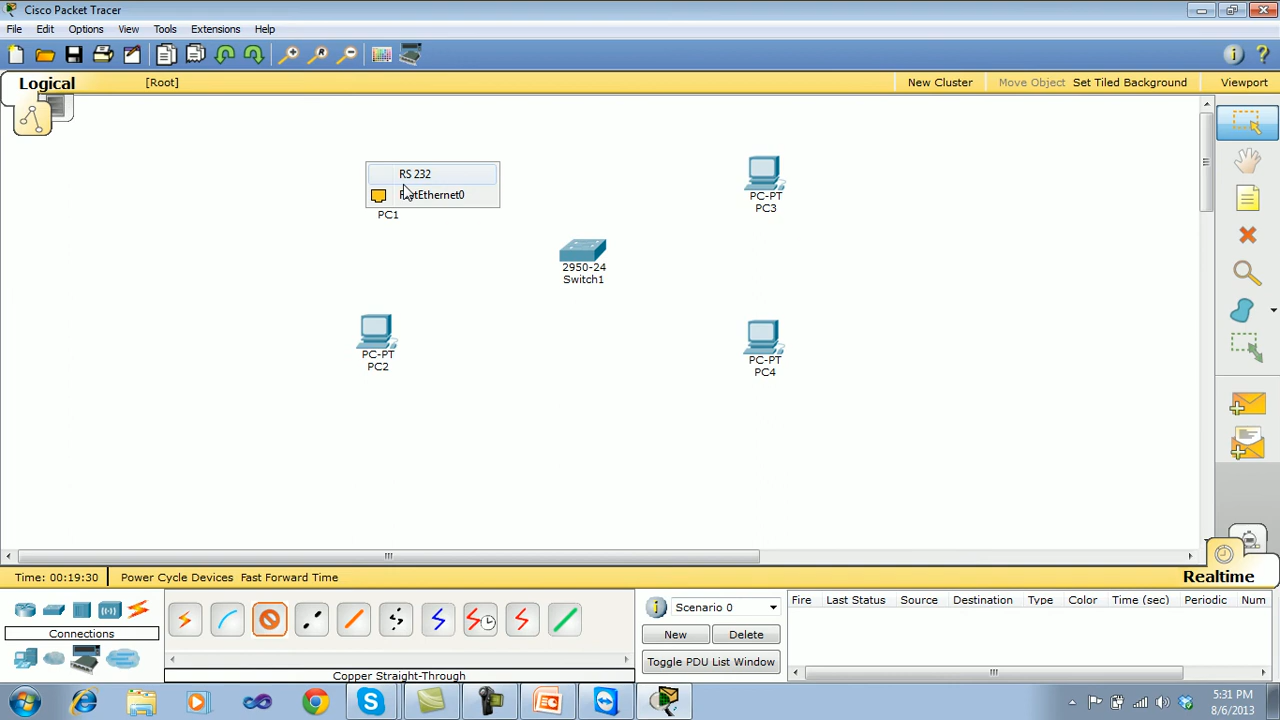 Cisco Packet Tracer
File Edit Options View Tools Extensions Help
Logical [Root] New Cluster Move Object Set Tiled Background Viewport
RS 232
PC1
PC-PT
PC3
2950-24
Switch1
PC-PT
PC2
PC-PT
PC4
Time: 00:19:30 Power Cycle Devices Fast Forward Time Realtime
Connections
Copper Straight-Through
Scenario 0
New Delete
Toggle PDU List Window
Fire Last Status Source Destination Type Color Time (sec) Periodic Num
5:31 PM
8/6/2013